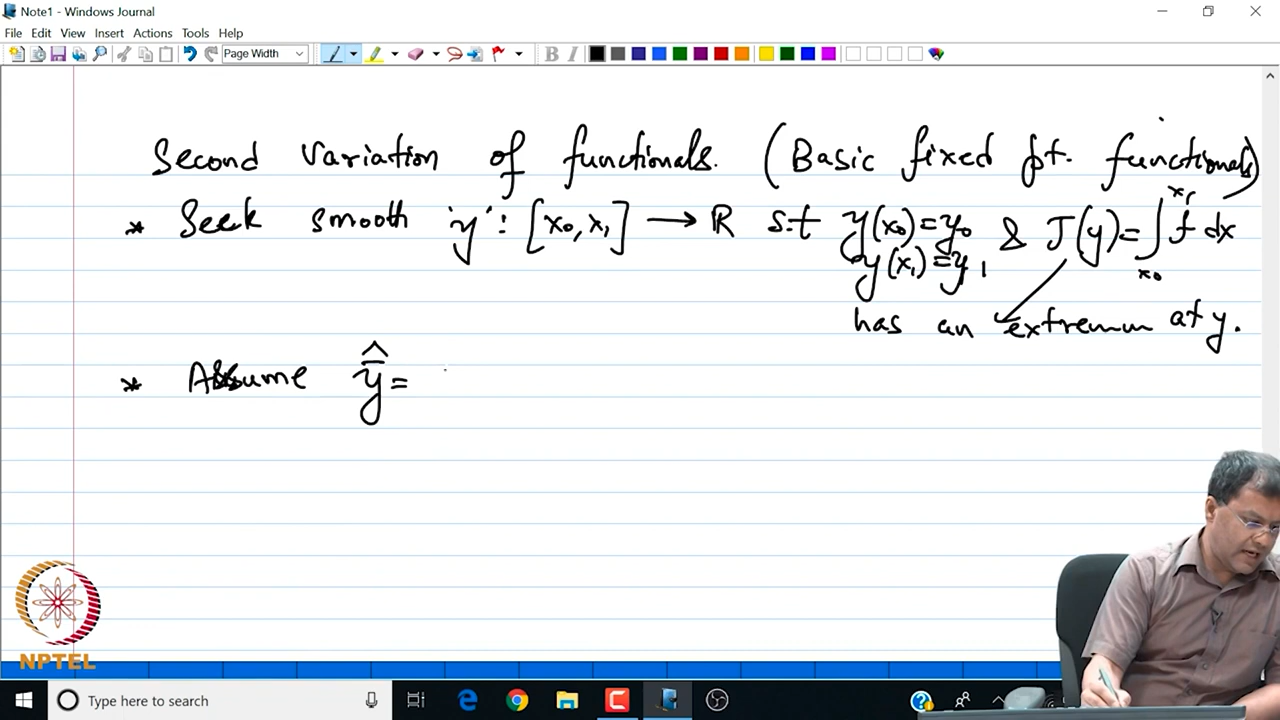 Note1 - Windows Journal
File Edit View Insert Actions Tools Help
Page Width
B I
Second Variation of functionals. (Basic fixed pt. functionals)
* Seek smooth 'y' : [x₀, x₁] → ℝ s.t y(x₀)=y₀ & J(y)=∫_{x₀}^{x₁} f dx
y(x₁)=y₁
has an extremum at y.
* Assume ŷ =
NPTEL
Type here to search